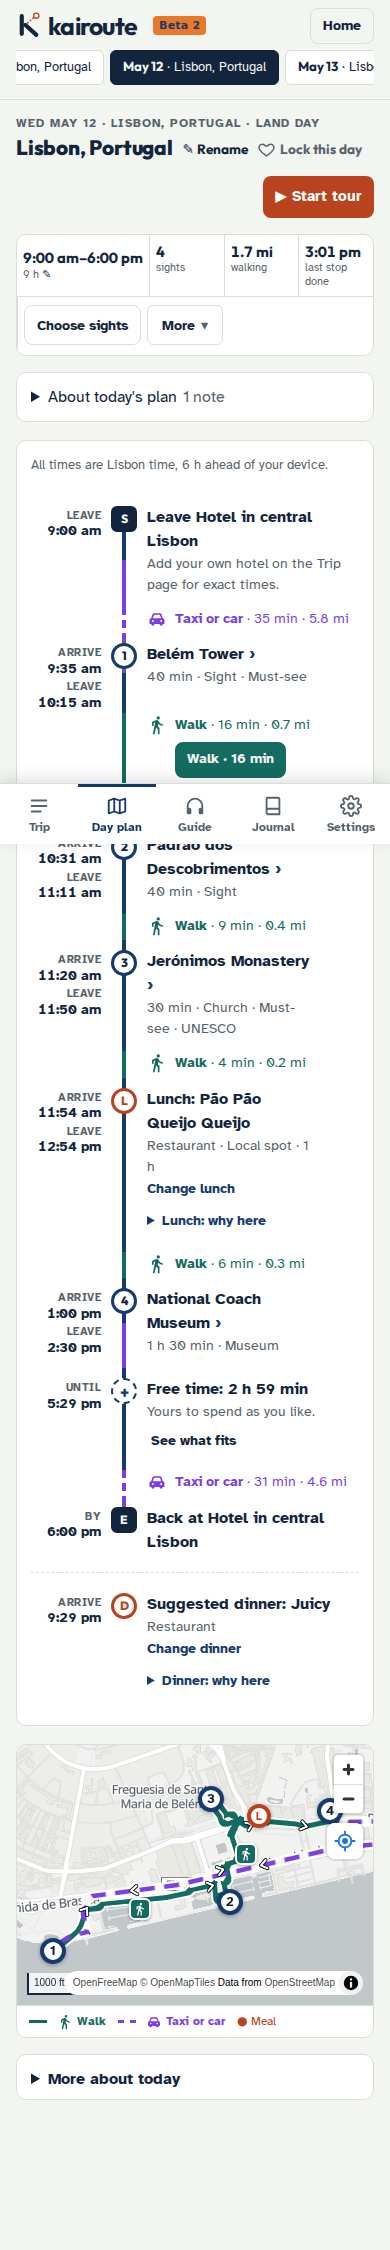 kairoute Beta 2 Home
bon, Portugal May 12 · Lisbon, Portugal May 13 · Lisb
WED MAY 12 · LISBON, PORTUGAL · LAND DAY
Lisbon, Portugal ✎ Rename Lock this day
▶ Start tour
9:00 am–6:00 pm
9 h ✎
4
sights
1.7 mi
walking
3:01 pm
last stop
done
Choose sights More ▼
▶ About today's plan 1 note
All times are Lisbon time, 6 h ahead of your device.
LEAVE
9:00 am
S
Leave Hotel in central
Lisbon
Add your own hotel on the Trip
page for exact times.
Taxi or car · 35 min · 5.8 mi
ARRIVE
9:35 am
LEAVE
10:15 am
1
Belém Tower ›
40 min · Sight · Must-see
Walk · 16 min · 0.7 mi
Walk · 16 min
Trip Day plan Guide Journal Settings
ARRIVE
10:31 am
LEAVE
11:11 am
2
Padrão dos
Descobrimentos ›
40 min · Sight
Walk · 9 min · 0.4 mi
ARRIVE
11:20 am
LEAVE
11:50 am
3
Jerónimos Monastery
›
30 min · Church · Must-
see · UNESCO
Walk · 4 min · 0.2 mi
ARRIVE
11:54 am
LEAVE
12:54 pm
L
Lunch: Pão Pão
Queijo Queijo
Restaurant · Local spot · 1
h
Change lunch
▶ Lunch: why here
Walk · 6 min · 0.3 mi
ARRIVE
1:00 pm
LEAVE
2:30 pm
4
National Coach
Museum ›
1 h 30 min · Museum
UNTIL
5:29 pm
+
Free time: 2 h 59 min
Yours to spend as you like.
See what fits
Taxi or car · 31 min · 4.6 mi
BY
6:00 pm
E
Back at Hotel in central
Lisbon
ARRIVE
9:29 pm
D
Suggested dinner: Juicy
Restaurant
Change dinner
▶ Dinner: why here
Freguesia de Sant
Maria de Belém
3
L
4
+
−
2
1
nida de Bras
1000 ft OpenFreeMap © OpenMapTiles Data from OpenStreetMap
Walk Taxi or car Meal
▶ More about today